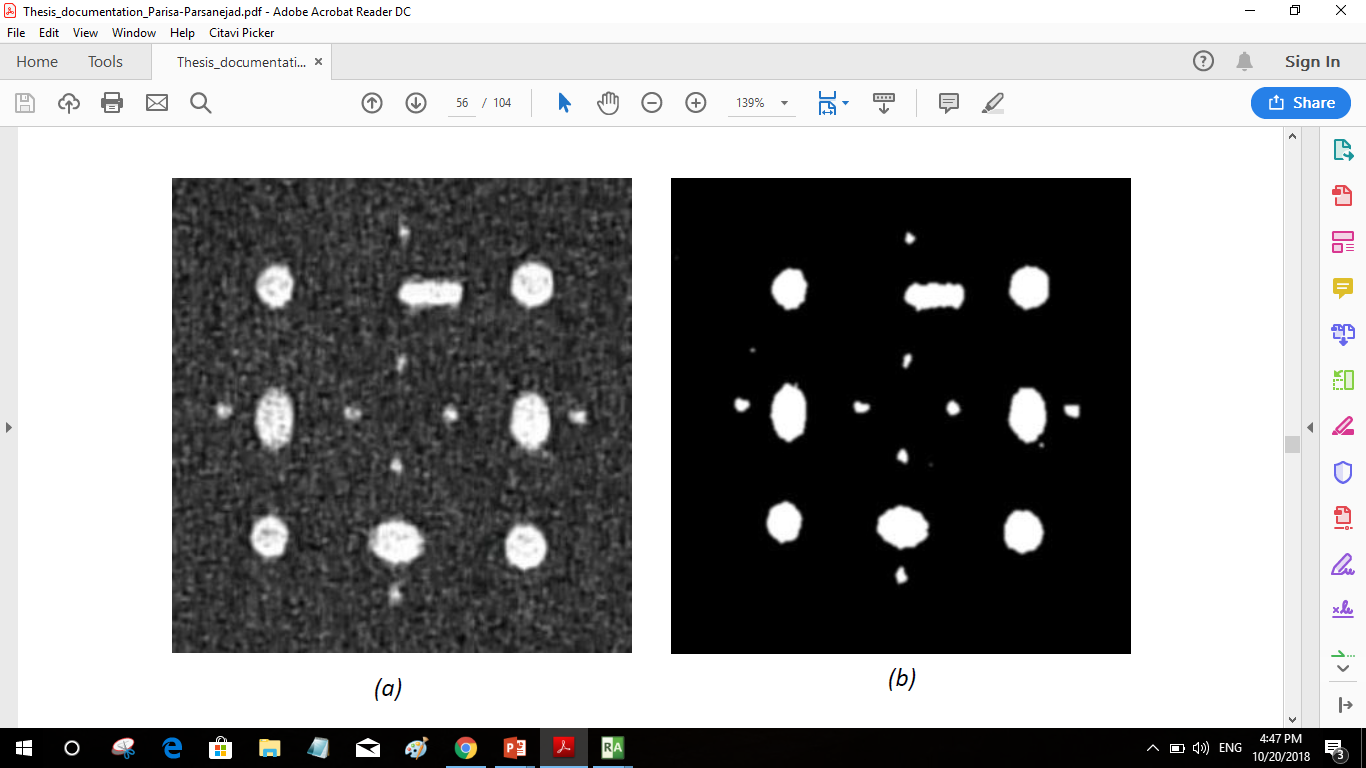 Thesis_documentation_Parisa-Parsanejad.pdf - Adobe Acrobat Reader DC
File Edit View Window Help Citavi Picker
Home Tools Thesis_documentati... Sign In
56 / 104 139% Share
(a)
(b)
P RA ENG 4:47 PM
10/20/2018 3